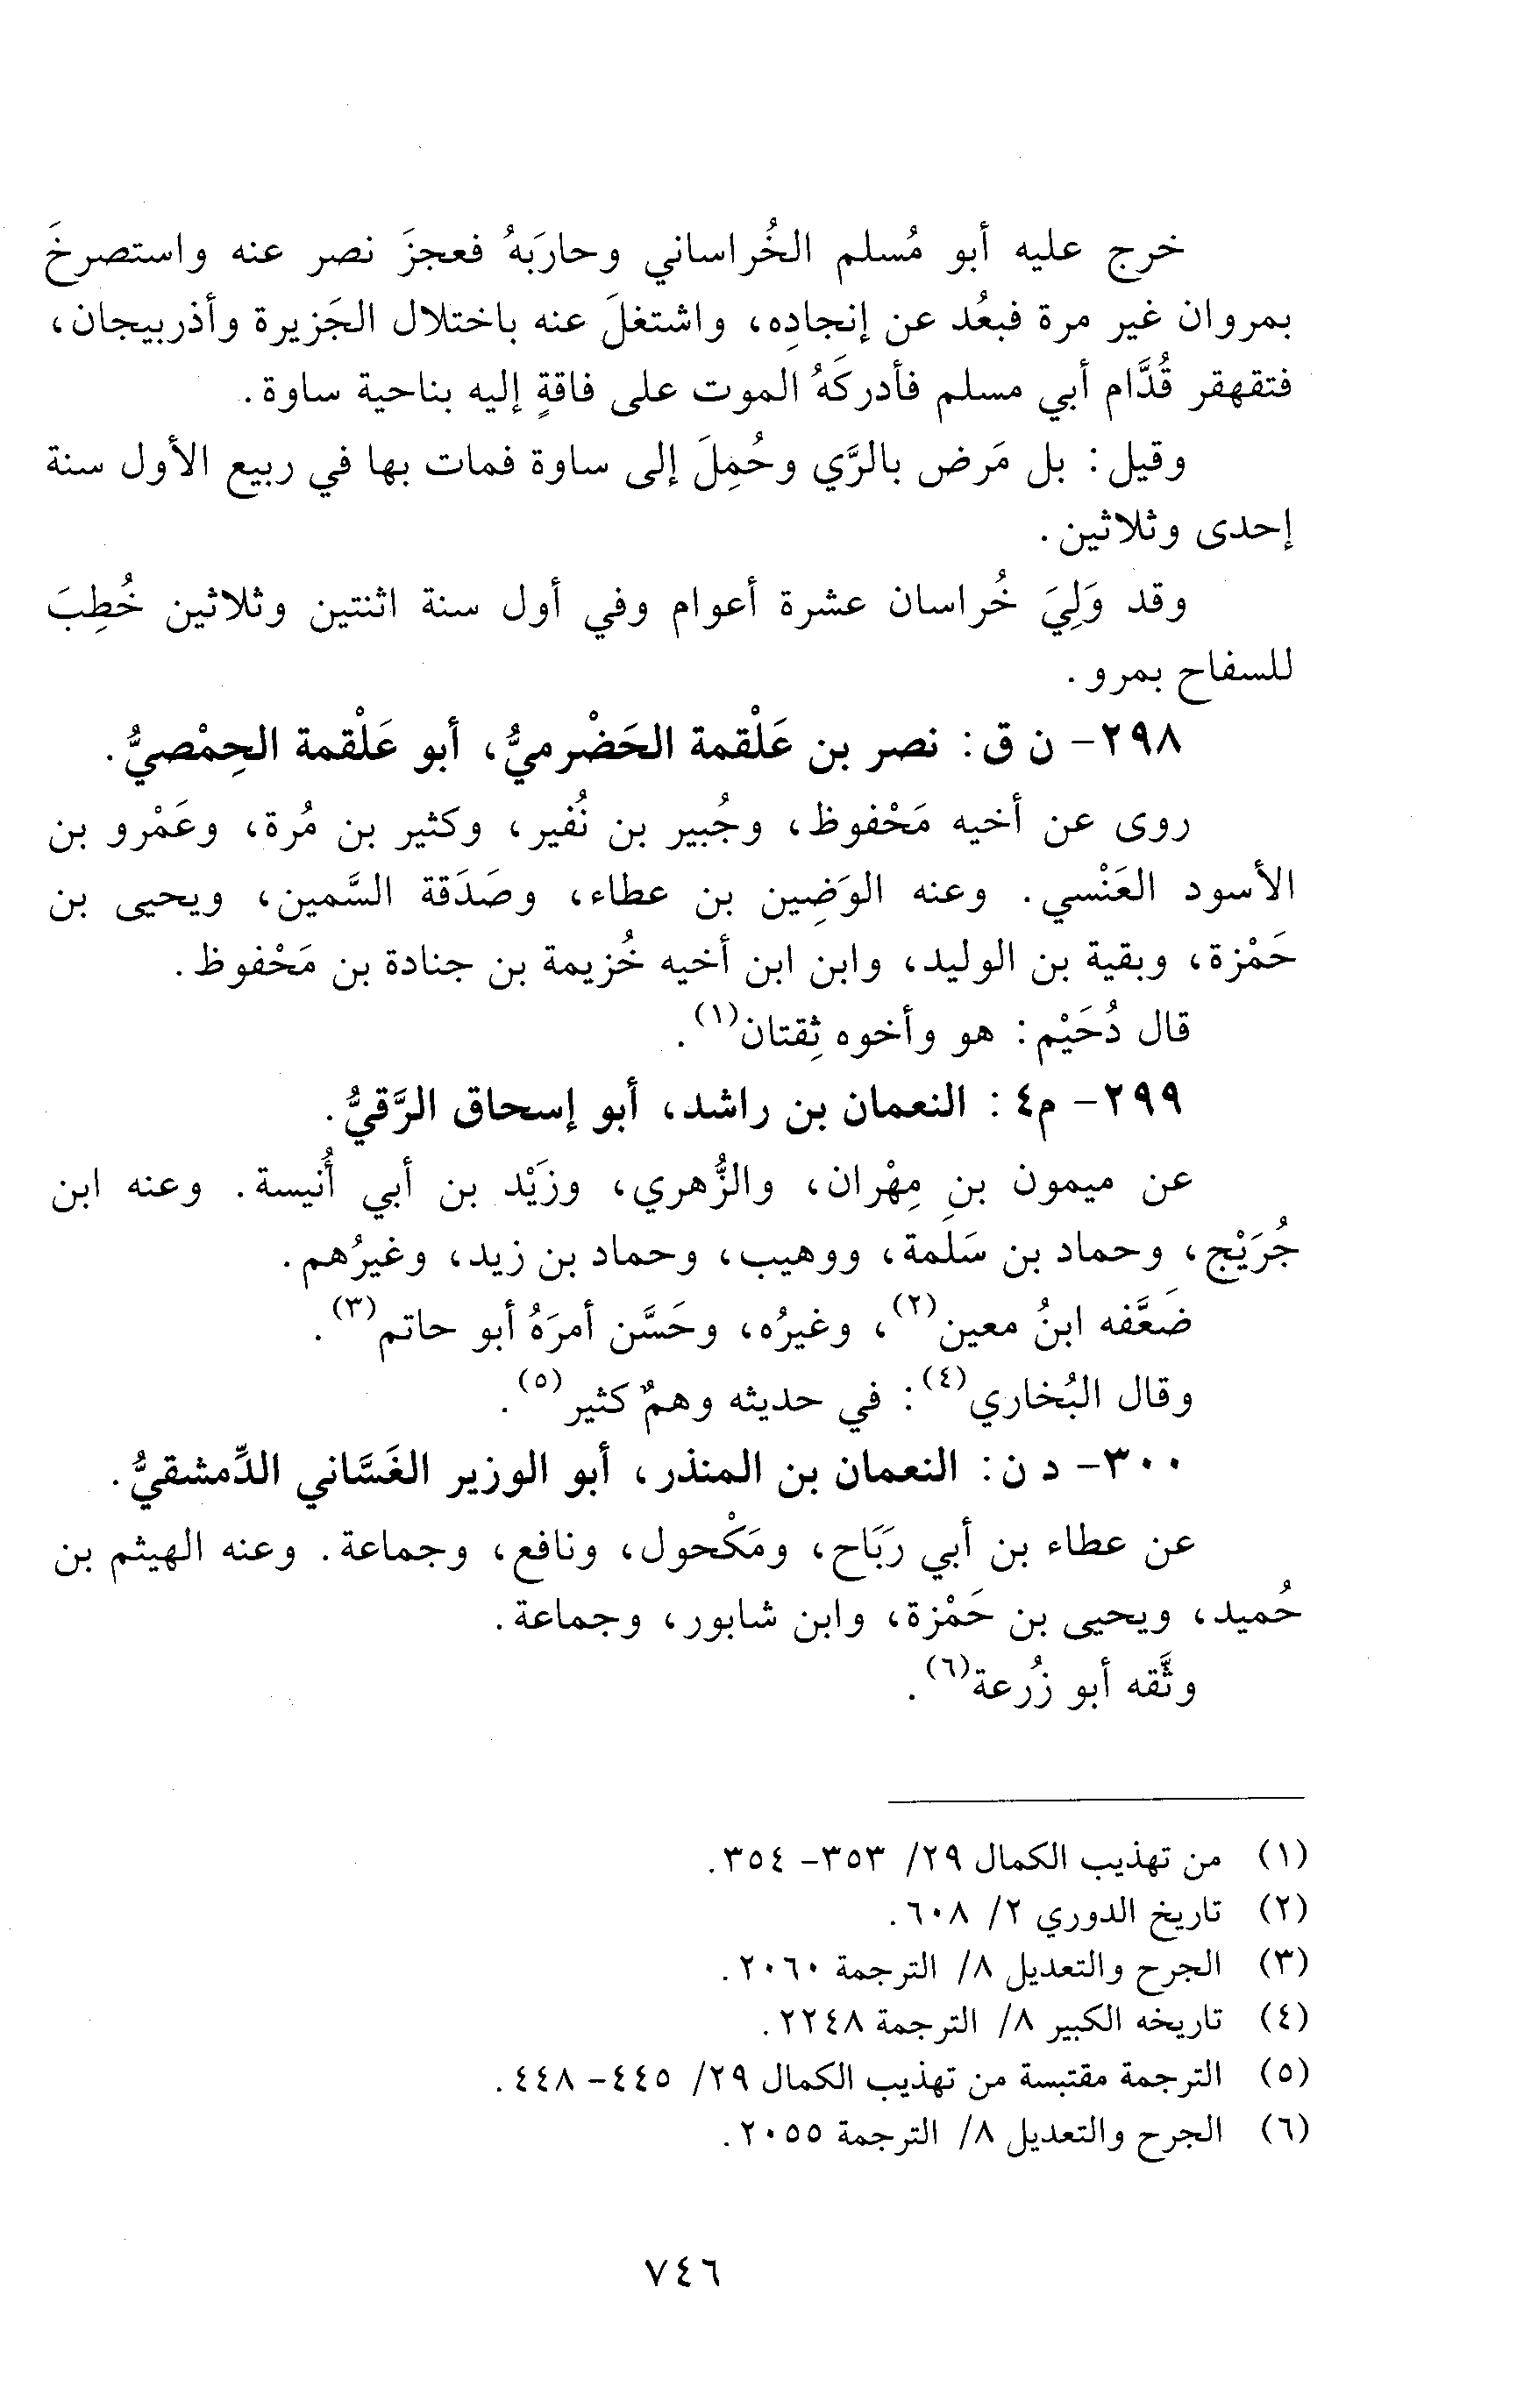 خرج عليه أبو مُسلم الخُراساني وحارَبهُ فعجزَ نصر عنه واستصرخَ
بمروان غير مرة فبعُد عن إنجادِه، واشتغلَ عنه باختلال الجَزيرة وأذربيجان،
فتقهقر قُدَّام أبي مسلم فأدركَهُ الموت على فاقةٍ إليه بناحية ساوة.
وقيل: بل مَرض بالرَّي وحُمِلَ إلى ساوة فمات بها في ربيع الأول سنة
إحدى وثلاثين.
وقد وَلِيَ خُراسان عشرة أعوام وفي أول سنة اثنتين وثلاثين خُطِبَ
للسفاح بمرو.
٢٩٨- ن ق: نصر بن عَلْقمة الحَضْرميُّ، أبو عَلْقمة الحِمْصيُّ.
روى عن أخيه مَحْفوظ، وجُبير بن نُفير، وكثير بن مُرة، وعَمْرو بن
الأسود العَنْسي. وعنه الوَضِين بن عطاء، وصَدَقة السَّمين، ويحيى بن
حَمْزة، وبقية بن الوليد، وابن ابن أخيه خُزيمة بن جنادة بن مَحْفوظ.
قال دُحَيْم: هو وأخوه ثِقتان(١).
٢٩٩- م٤: النعمان بن راشد، أبو إسحاق الرَّقيُّ.
عن ميمون بن مِهْران، والزُّهري، وزَيْد بن أبي أُنيسة. وعنه ابن
جُرَيْج، وحماد بن سَلَمة، ووهيب، وحماد بن زيد، وغيرُهم.
ضَعَّفه ابنُ معين(٢)، وغيرُه، وحَسَّن أمرَهُ أبو حاتم(٣).
وقال البُخاري(٤): في حديثه وهمٌ كثير(٥).
٣٠٠- د ن: النعمان بن المنذر، أبو الوزير الغَسَّاني الدِّمشقيُّ.
عن عطاء بن أبي رَبَاح، ومَكْحول، ونافع، وجماعة. وعنه الهيثم بن
حُميد، ويحيى بن حَمْزة، وابن شابور، وجماعة.
وثَّقه أبو زُرعة(٦).
(١) من تهذيب الكمال ٢٩/ ٣٥٣- ٣٥٤.
(٢) تاريخ الدوري ٢/ ٦٠٨.
(٣) الجرح والتعديل ٨/ الترجمة ٢٠٦٠.
(٤) تاريخه الكبير ٨/ الترجمة ٢٢٤٨.
(٥) الترجمة مقتبسة من تهذيب الكمال ٢٩/ ٤٤٥- ٤٤٨.
(٦) الجرح والتعديل ٨/ الترجمة ٢٠٥٥.
٧٤٦